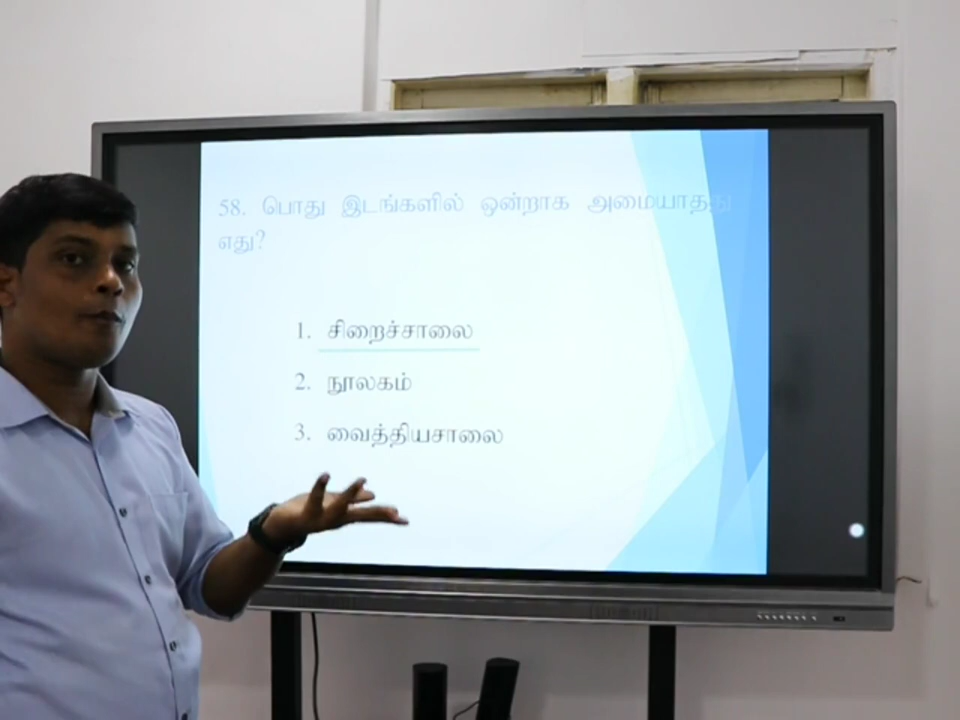 58. பொது இடங்களில் ஒன்றாக அமையாதது
எது?
1. சிறைச்சாலை
2. நூலகம்
3. வைத்தியசாலை